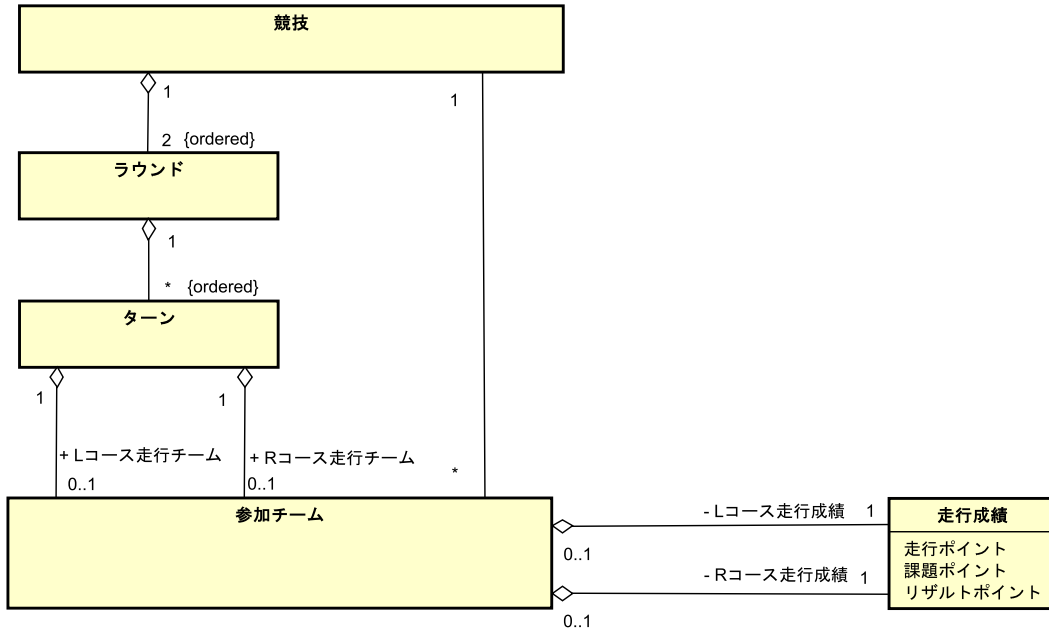 競技
1
1
2 {ordered}
ラウンド
1
* {ordered}
ターン
1
1
+ Lコース走行チーム
0..1
+ Rコース走行チーム
0..1
*
参加チーム
- Lコース走行成績 1
0..1
- Rコース走行成績 1
0..1
走行成績
走行ポイント
課題ポイント
リザルトポイント